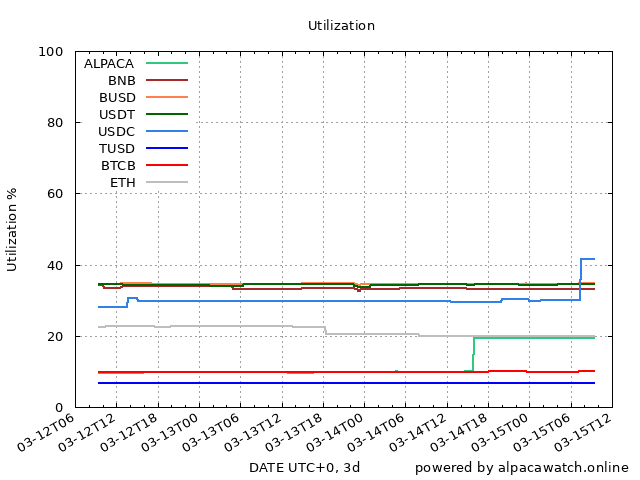 Utilization
100
80
60
40
20
0
Utilization %
ALPACA
BNB
BUSD
USDT
USDC
TUSD
BTCB
ETH
03-12T06
03-12T12
03-12T18
03-13T00
03-13T06
03-13T12
03-13T18
03-14T00
03-14T06
03-14T12
03-14T18
03-15T00
03-15T06
03-15T12
DATE UTC+0, 3d
powered by alpacawatch.online